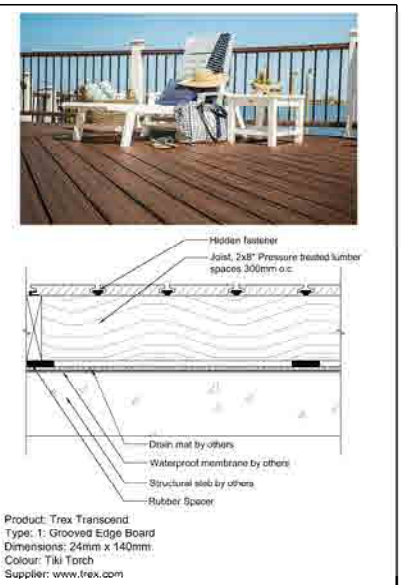 Hidden fastener
Joist, 2x8" Pressure treated lumber
spaces 300mm o.c.
Drain mat by others
Waterproof membrane by others
Structural slab by others
Rubber Spacer
Product: Trex Transcend
Type: 1: Grooved Edge Board
Dimensions: 24mm x 140mm
Colour: Tiki Torch
Supplier: www.trex.com